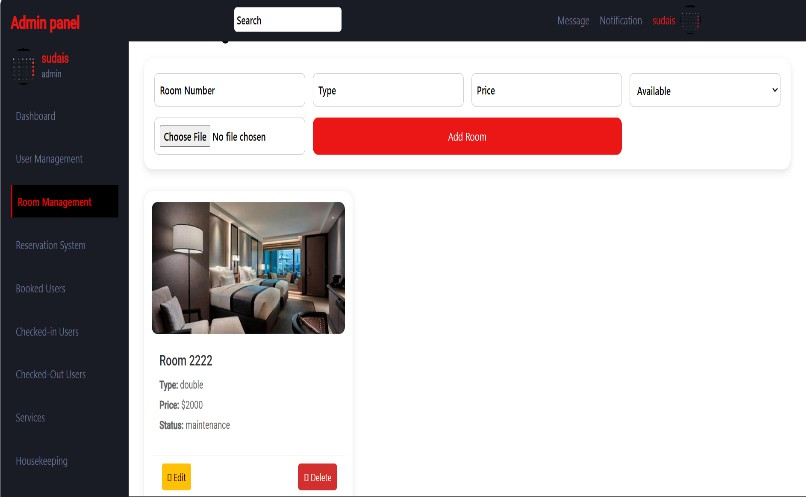 Admin panel
Search
Message Notification sudais
sudais
admin
Dashboard
User Management
Room Management
Reservation System
Booked Users
Checked-in Users
Checked-Out Users
Services
Housekeeping
Room Number Type Price Available
Choose File No file chosen Add Room
Room 2222
Type: double
Price: $2000
Status: maintenance
Edit Delete